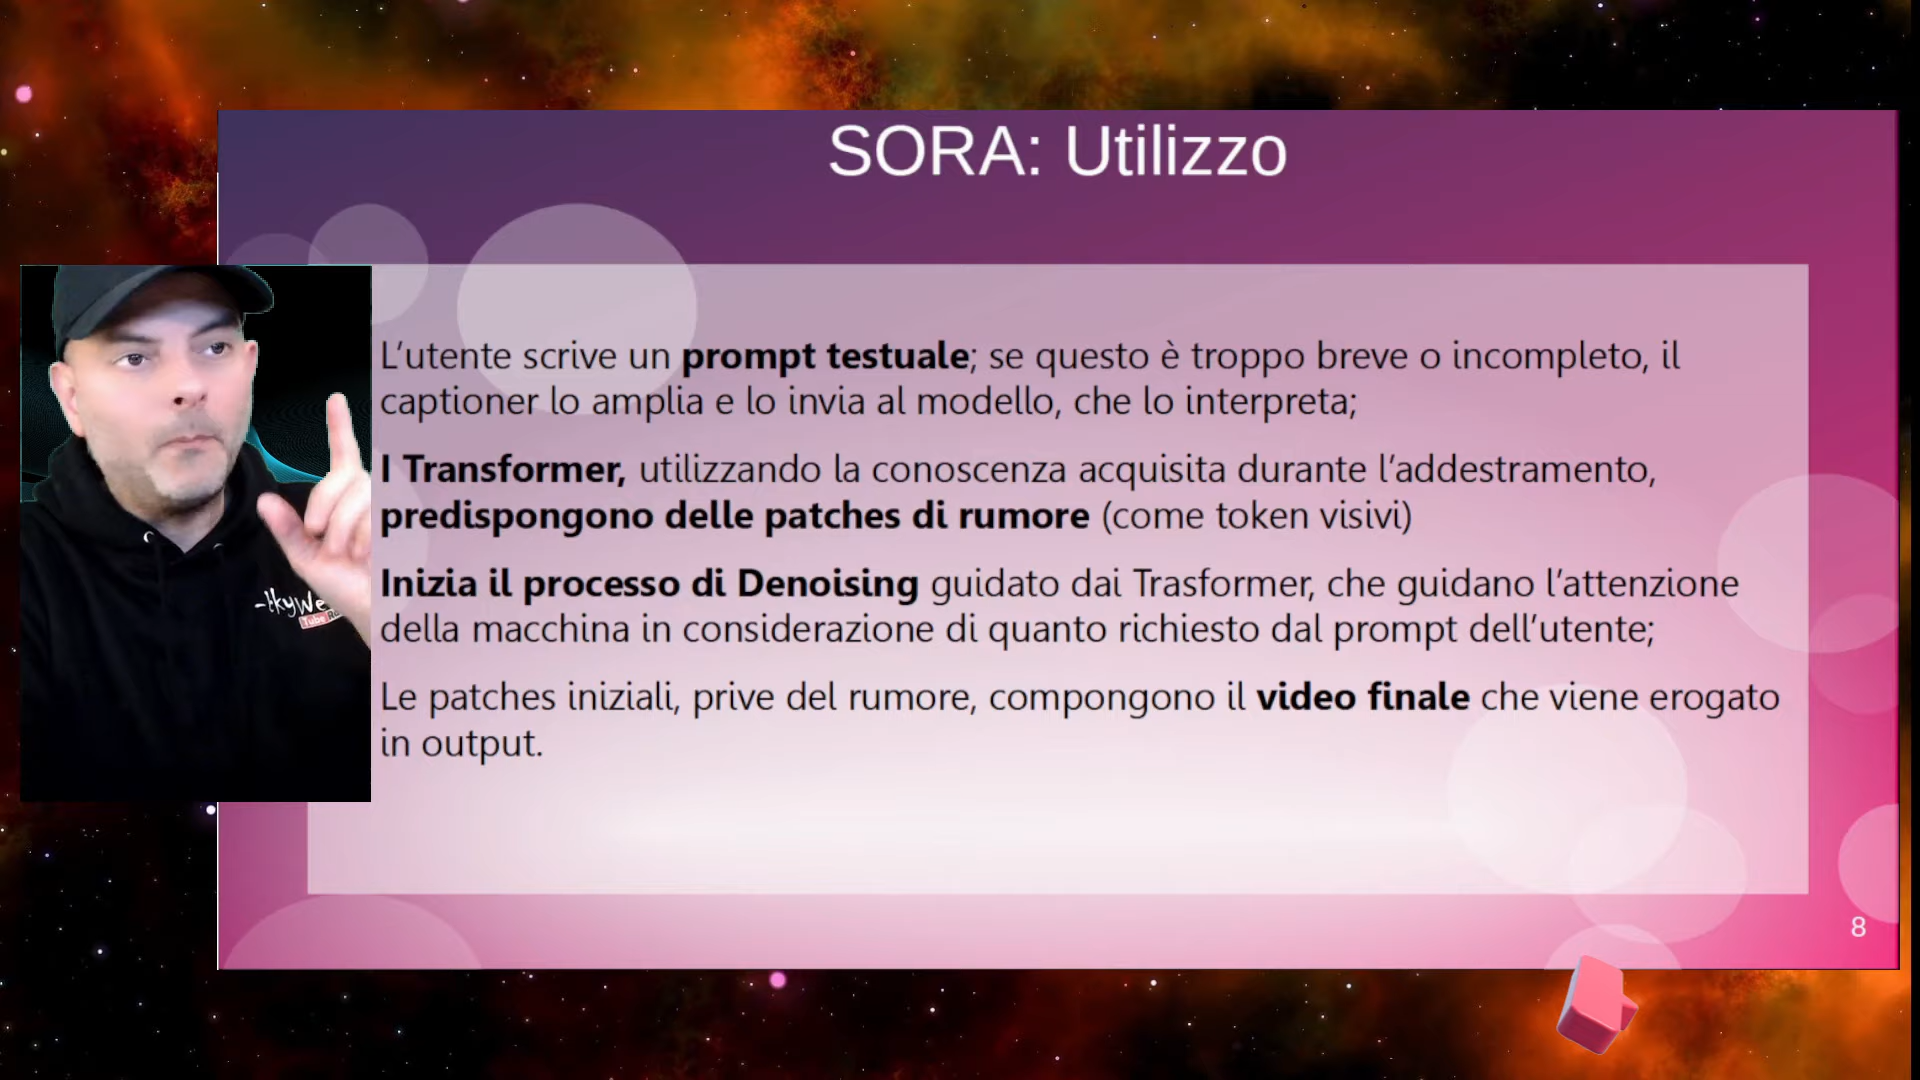 SORA: Utilizzo
L’utente scrive un prompt testuale; se questo è troppo breve o incompleto, il
captioner lo amplia e lo invia al modello, che lo interpreta;
I Transformer, utilizzando la conoscenza acquisita durante l’addestramento,
predispongono delle patches di rumore (come token visivi)
Inizia il processo di Denoising guidato dai Trasformer, che guidano l’attenzione
della macchina in considerazione di quanto richiesto dal prompt dell’utente;
Le patches iniziali, prive del rumore, compongono il video finale che viene erogato
in output.
8
Tube